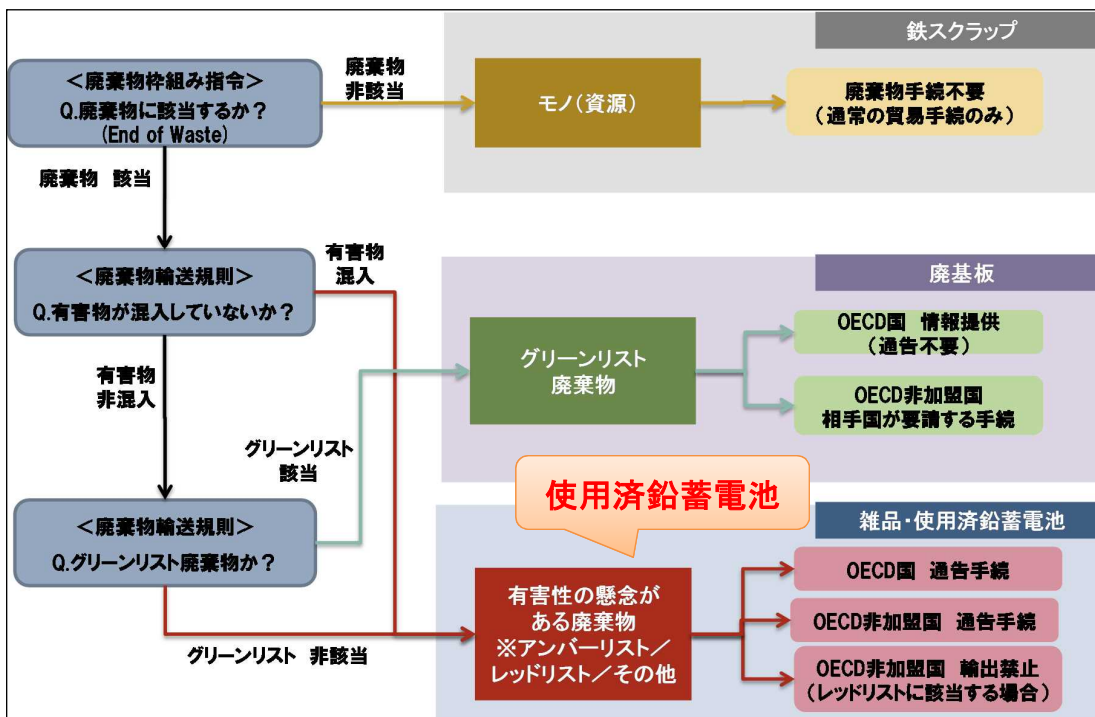 鉄スクラップ
＜廃棄物枠組み指令＞
Q.廃棄物に該当するか？
(End of Waste)
廃棄物
非該当
モノ（資源）
廃棄物手続不要
（通常の貿易手続のみ）
廃棄物 該当
＜廃棄物輸送規則＞
Q.有害物が混入していないか？
有害物
混入
廃基板
グリーンリスト
廃棄物
OECD国 情報提供
（通告不要）
OECD非加盟国
相手国が要請する手続
有害物
非混入
グリーンリスト
該当
使用済鉛蓄電池
＜廃棄物輸送規則＞
Q.グリーンリスト廃棄物か？
雑品・使用済鉛蓄電池
有害性の懸念が
ある廃棄物
※アンバーリスト／
レッドリスト／その他
OECD国 通告手続
OECD非加盟国 通告手続
OECD非加盟国 輸出禁止
（レッドリストに該当する場合）
グリーンリスト 非該当